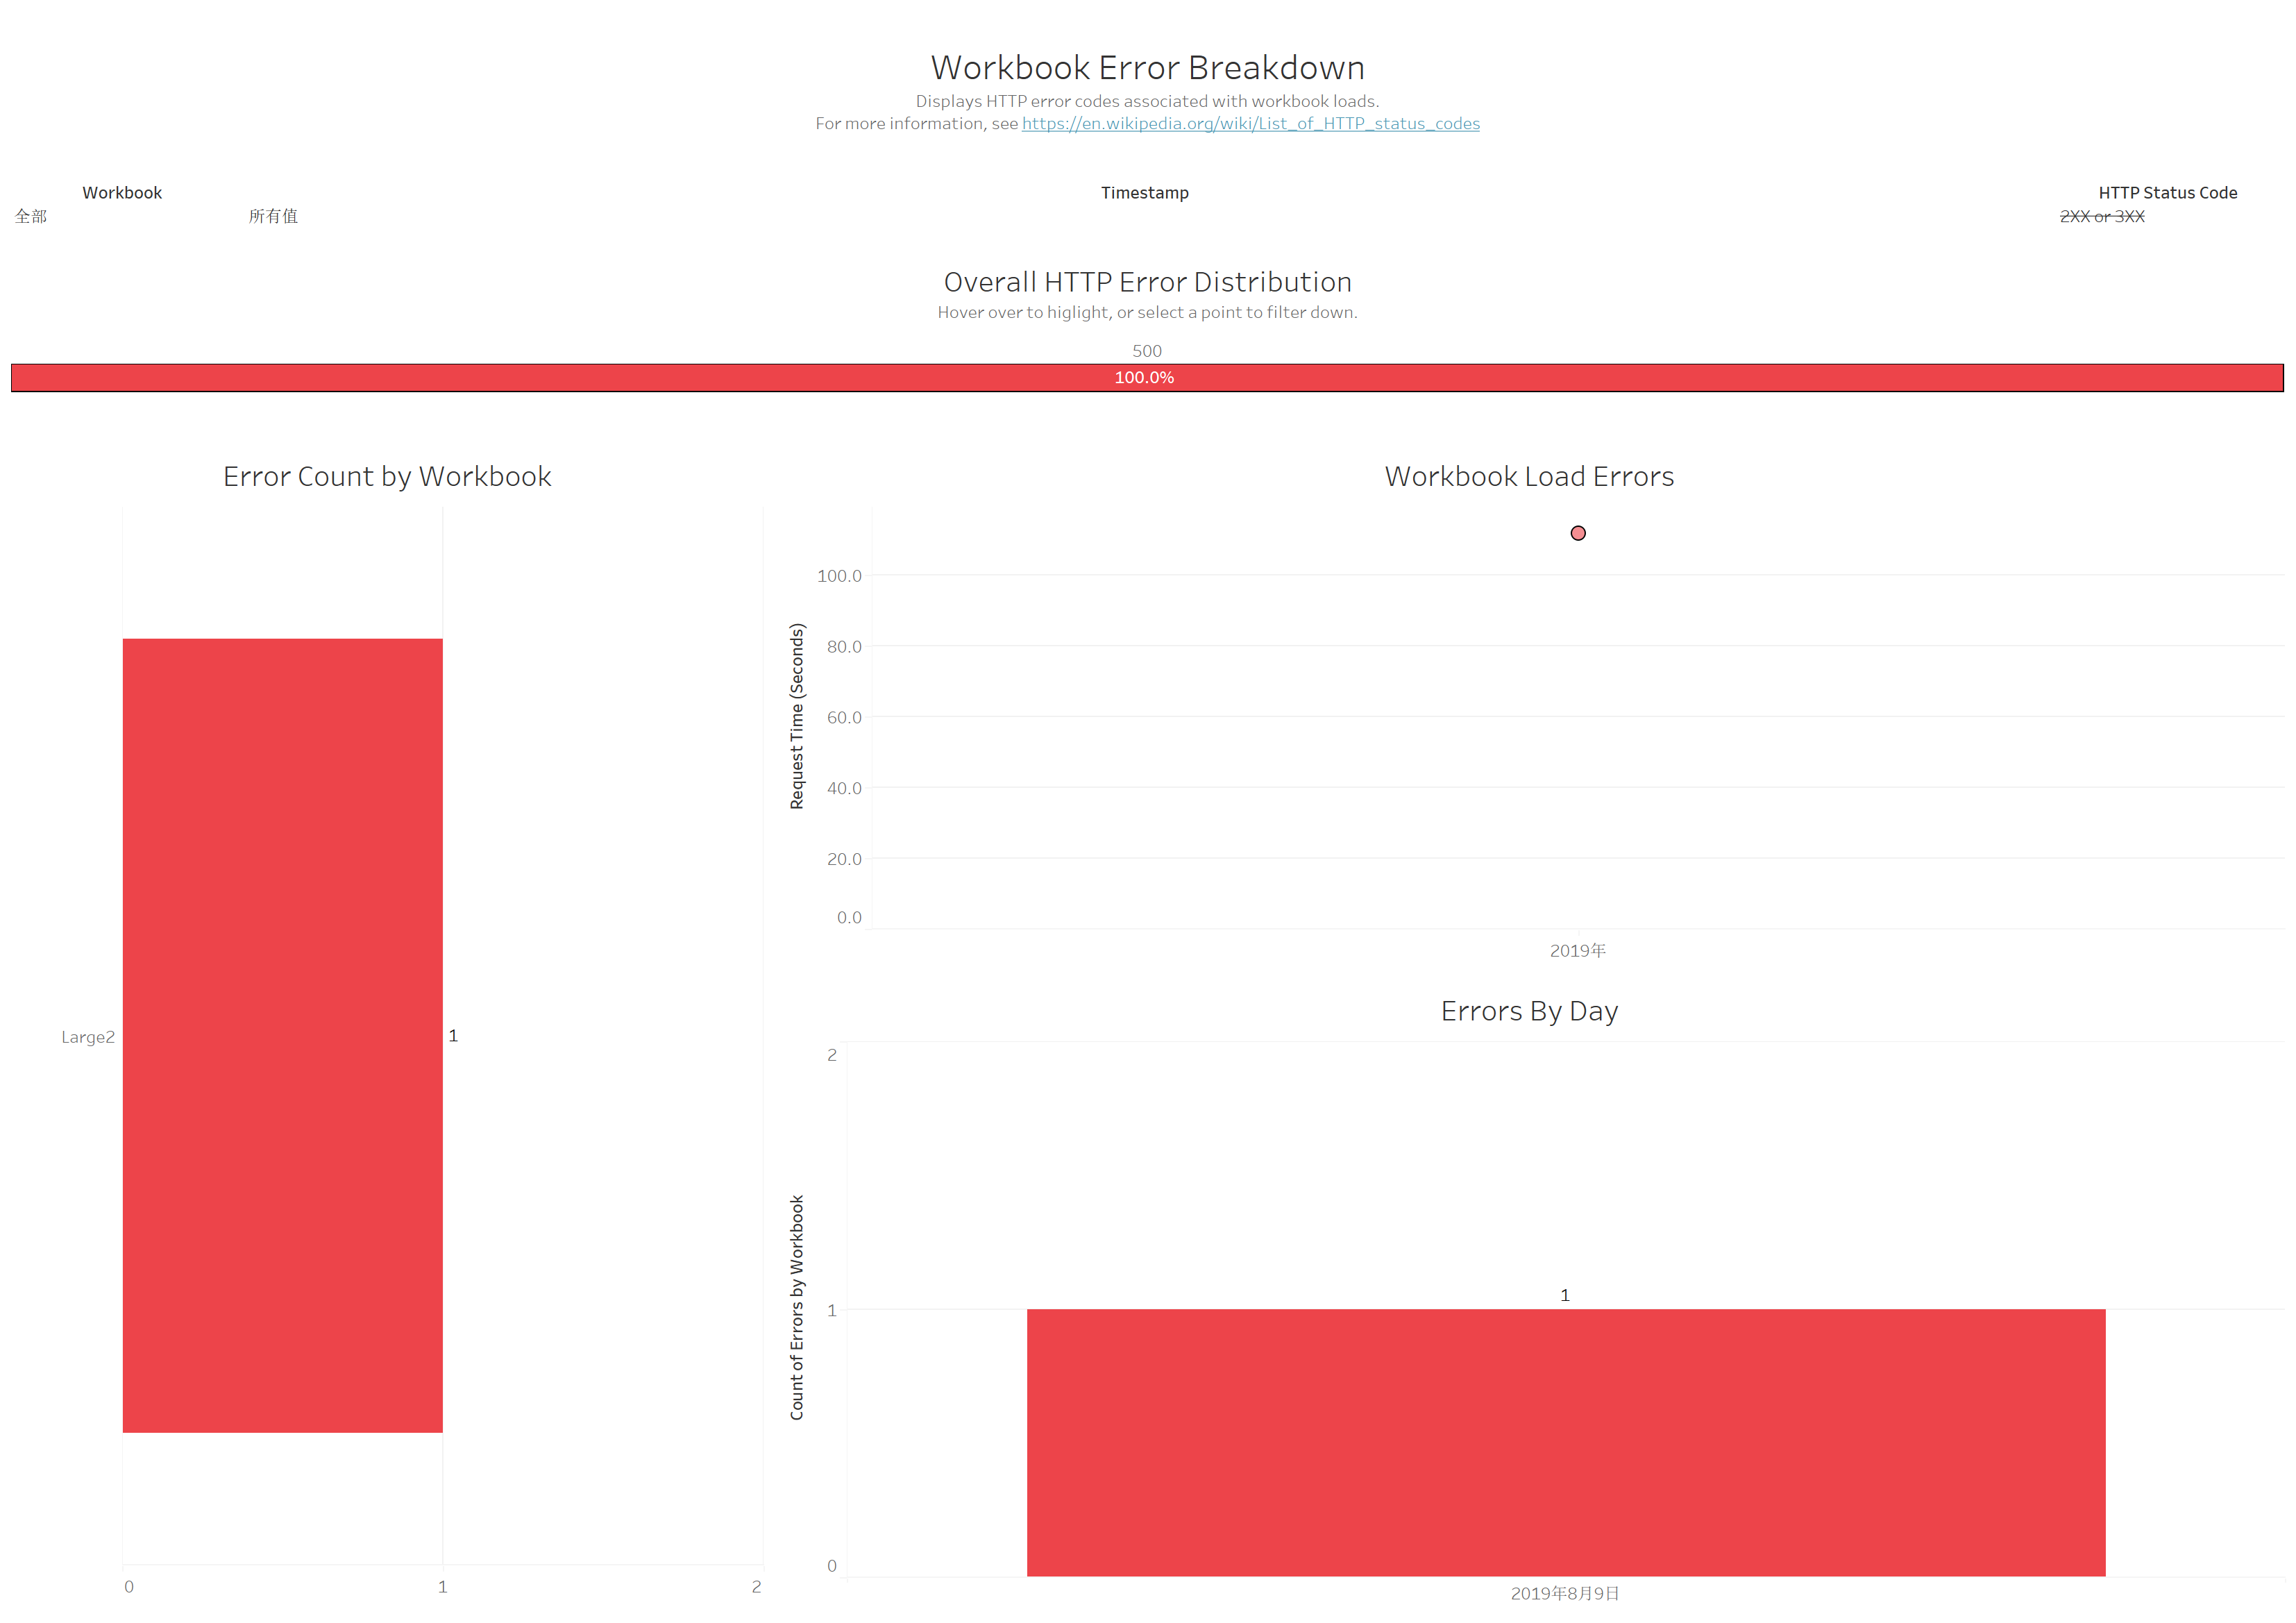 Workbook Error Breakdown
Displays HTTP error codes associated with workbook loads.
For more information, see https://en.wikipedia.org/wiki/List_of_HTTP_status_codes
Workbook
Timestamp
HTTP Status Code
全部
所有值
2XX or 3XX
Overall HTTP Error Distribution
Hover over to higlight, or select a point to filter down.
500
100.0%
Error Count by Workbook
Large2
1
0
1
2
Workbook Load Errors
Request Time (Seconds)
100.0
80.0
60.0
40.0
20.0
0.0
2019年
Errors By Day
Count of Errors by Workbook
2
1
0
1
2019年8月9日